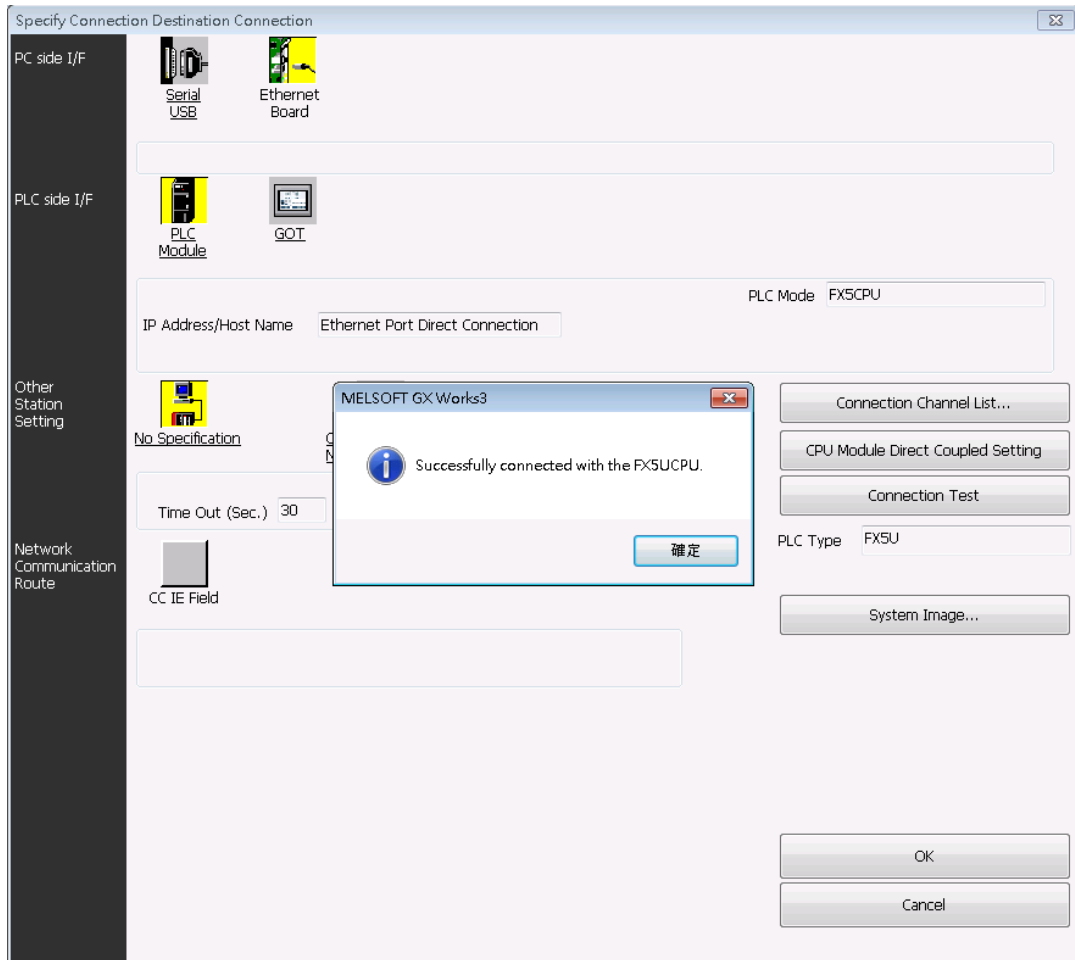 Specify Connection Destination Connection
PC side I/F
Serial
USB
Ethernet
Board
PLC side I/F
PLC
Module
GOT
PLC Mode FX5CPU
IP Address/Host Name Ethernet Port Direct Connection
Other
Station
Setting
No Specification
Time Out (Sec.) 30
MELSOFT GX Works3
Successfully connected with the FX5UCPU.
確定
Connection Channel List...
CPU Module Direct Coupled Setting
Connection Test
PLC Type FX5U
System Image...
Network
Communication
Route
CC IE Field
OK
Cancel